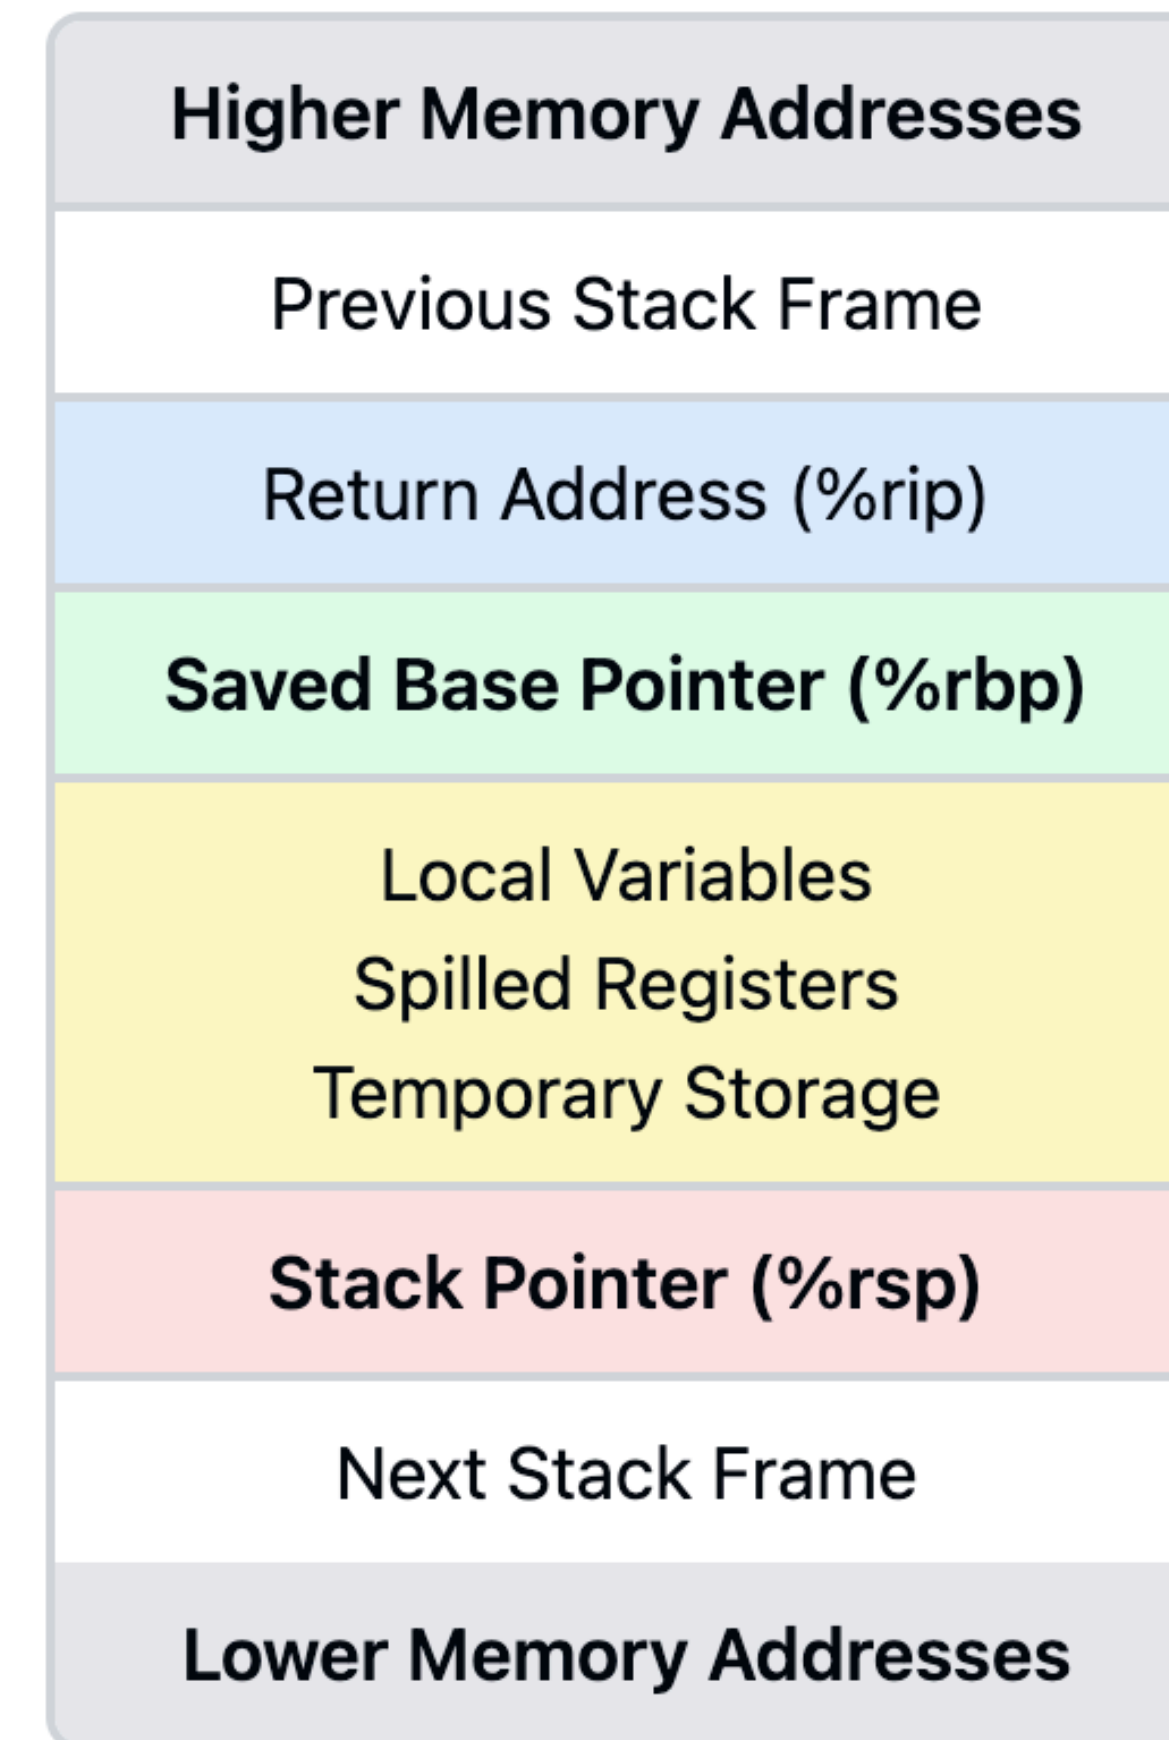 Higher Memory Addresses
Previous Stack Frame
Return Address (%rip)
Saved Base Pointer (%rbp)
Local Variables
Spilled Registers
Temporary Storage
Stack Pointer (%rsp)
Next Stack Frame
Lower Memory Addresses